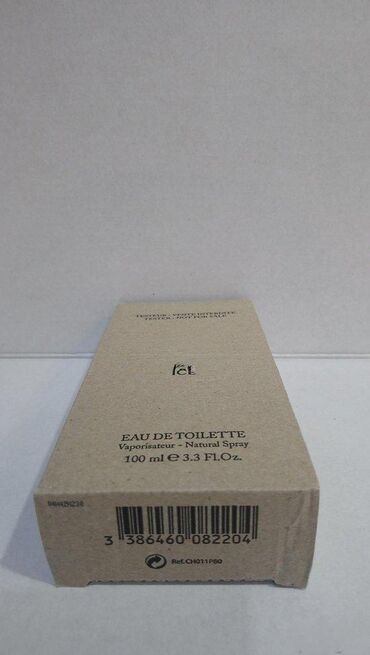 TESTEUR - VENTE INTERDITE
TESTER - NOT FOR SALE
EAU DE TOILETTE
Vaporisateur - Natural Spray
100 ml ℮ 3.3 Fl.Oz.
3 386460 082204
Ref.CH011P80